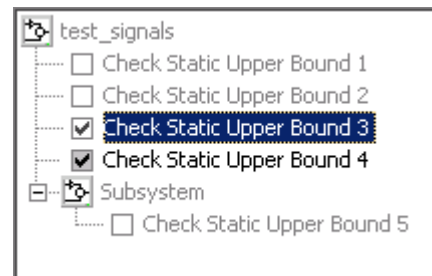 test_signals
Check Static Upper Bound 1
Check Static Upper Bound 2
Check Static Upper Bound 3
Check Static Upper Bound 4
Subsystem
Check Static Upper Bound 5